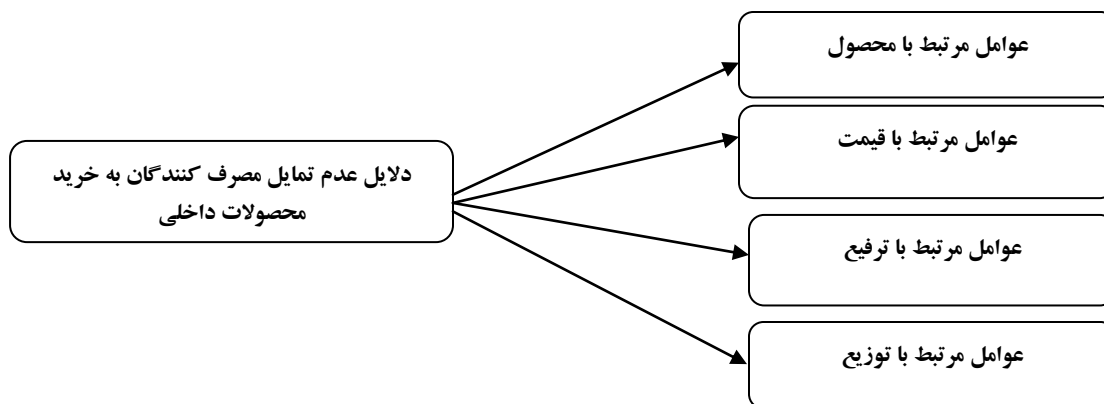 عوامل مرتبط با محصول
عوامل مرتبط با قیمت
دلایل عدم تمایل مصرف کنندگان به خرید
محصولات داخلی
عوامل مرتبط با ترفیع
عوامل مرتبط با توزیع